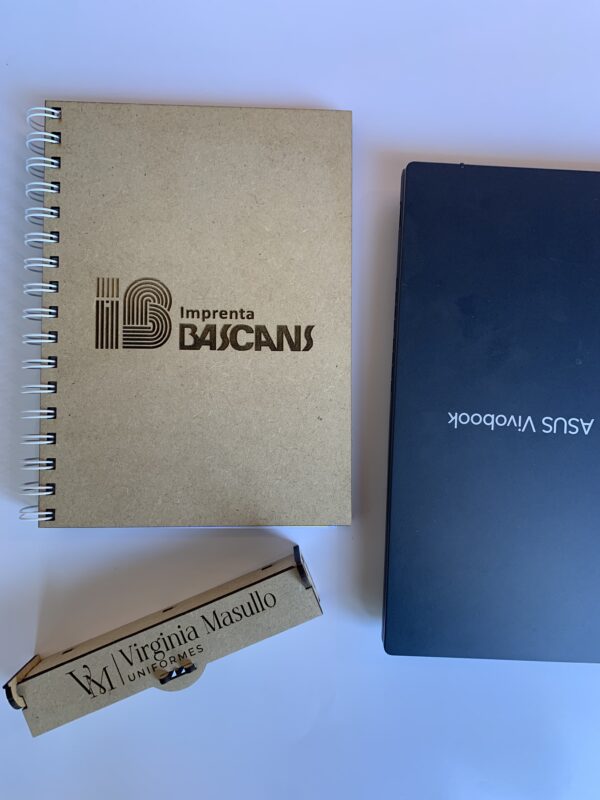 IB
Imprenta
BASCANS
ASUS Vivobook
VM
Virginia Masullo
UNIFORMES